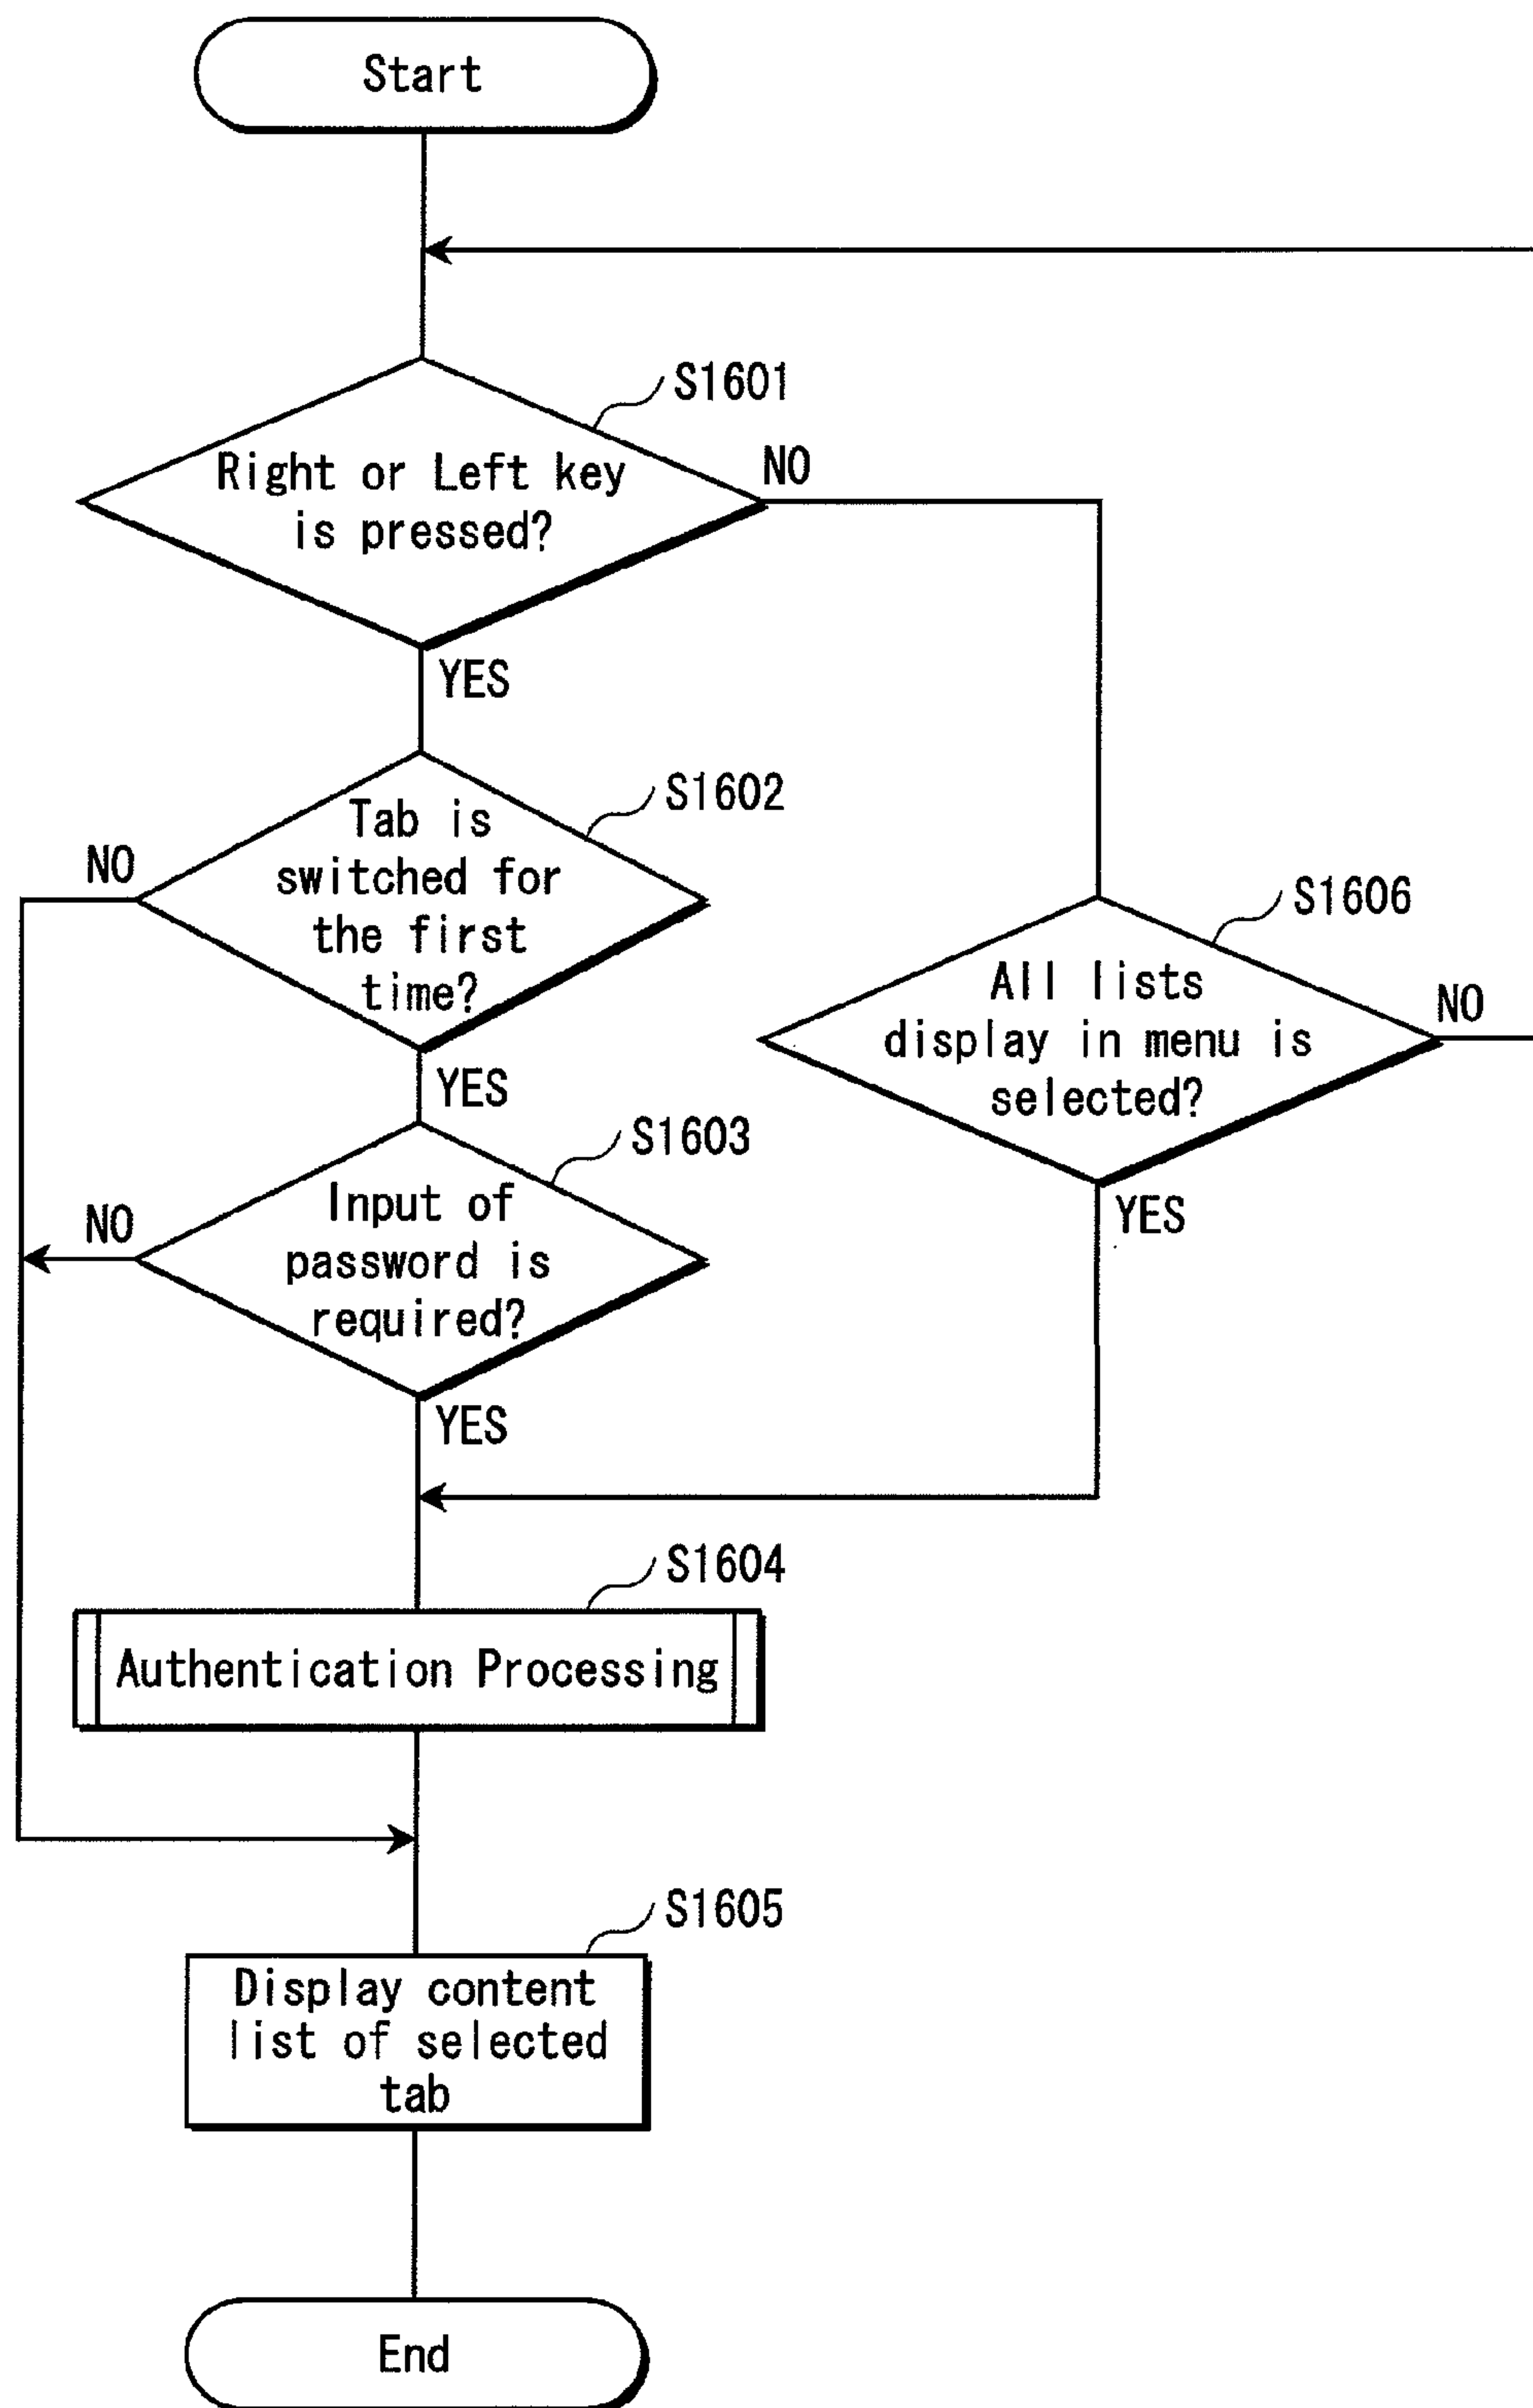 Start
S1601
Right or Left key
is pressed?
NO
YES
S1602
Tab is
switched for
the first
time?
NO
YES
S1606
All lists
display in menu is
selected?
NO
YES
S1603
Input of
password is
required?
NO
YES
S1604
Authentication Processing
S1605
Display content
list of selected
tab
End